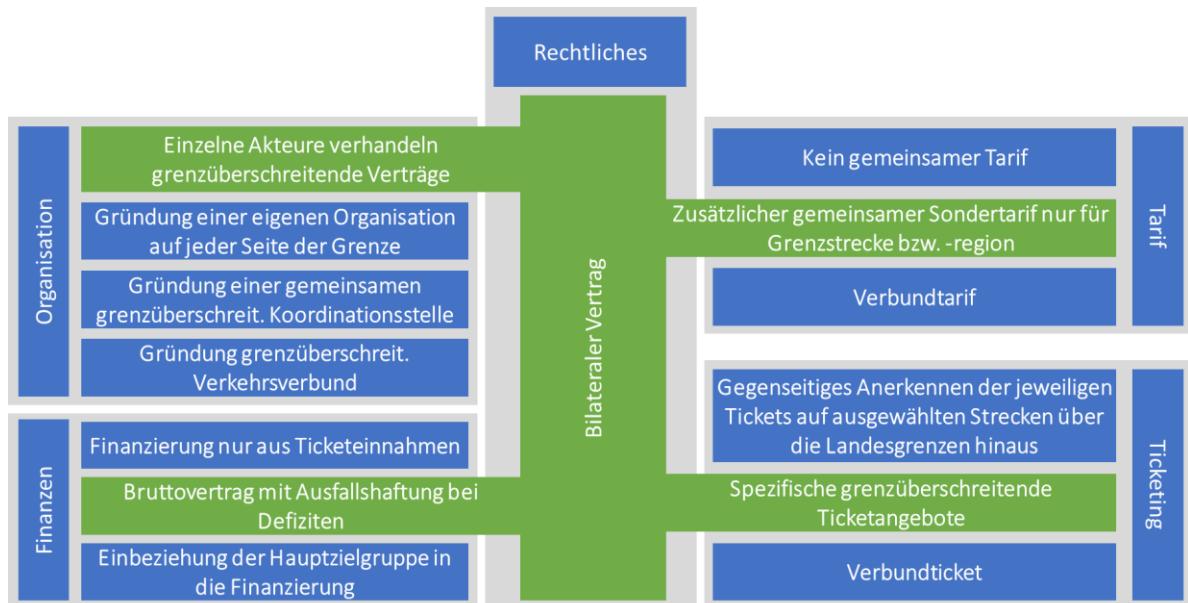 Rechtliches
Bilateraler Vertrag
Organisation
Einzelne Akteure verhandeln
grenzüberschreitende Verträge
Gründung einer eigenen Organisation
auf jeder Seite der Grenze
Gründung einer gemeinsamen
grenzüberschreit. Koordinationsstelle
Gründung grenzüberschreit.
Verkehrsverbund
Finanzen
Finanzierung nur aus Ticketeinnahmen
Bruttovertrag mit Ausfallshaftung bei
Defiziten
Einbeziehung der Hauptzielgruppe in
die Finanzierung
Tarif
Kein gemeinsamer Tarif
Zusätzlicher gemeinsamer Sondertarif nur für
Grenzstrecke bzw. -region
Verbundtarif
Ticketing
Gegenseitiges Anerkennen der jeweiligen
Tickets auf ausgewählten Strecken über
die Landesgrenzen hinaus
Spezifische grenzüberschreitende
Ticketangebote
Verbundticket